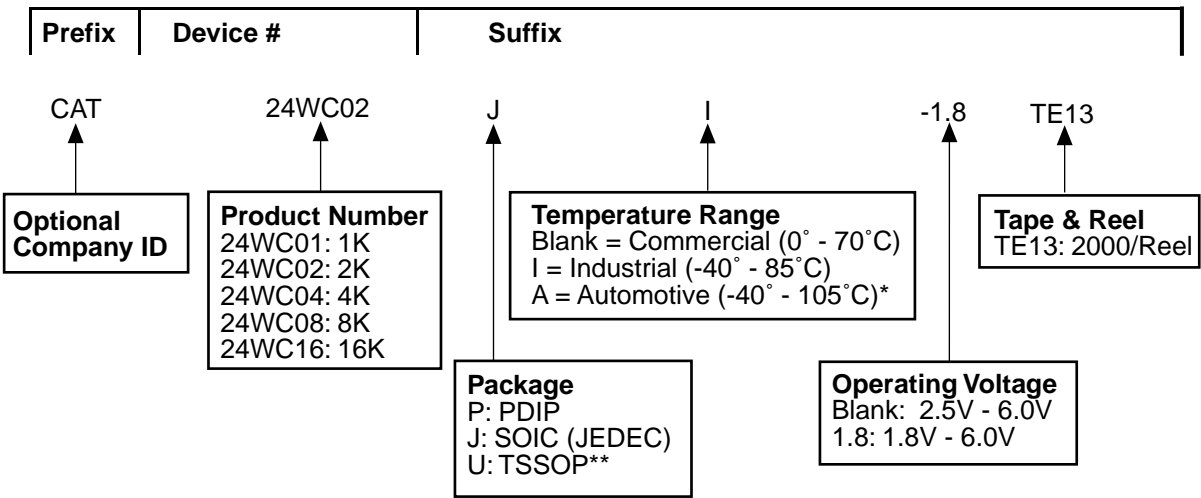 Prefix Device # Suffix
CAT 24WC02 J I -1.8 TE13
Optional
Company ID
Product Number
24WC01: 1K
24WC02: 2K
24WC04: 4K
24WC08: 8K
24WC16: 16K
Temperature Range
Blank = Commercial (0˚ - 70˚C)
I = Industrial (-40˚ - 85˚C)
A = Automotive (-40˚ - 105˚C)*
Tape & Reel
TE13: 2000/Reel
Package
P: PDIP
J: SOIC (JEDEC)
U: TSSOP**
Operating Voltage
Blank: 2.5V - 6.0V
1.8: 1.8V - 6.0V